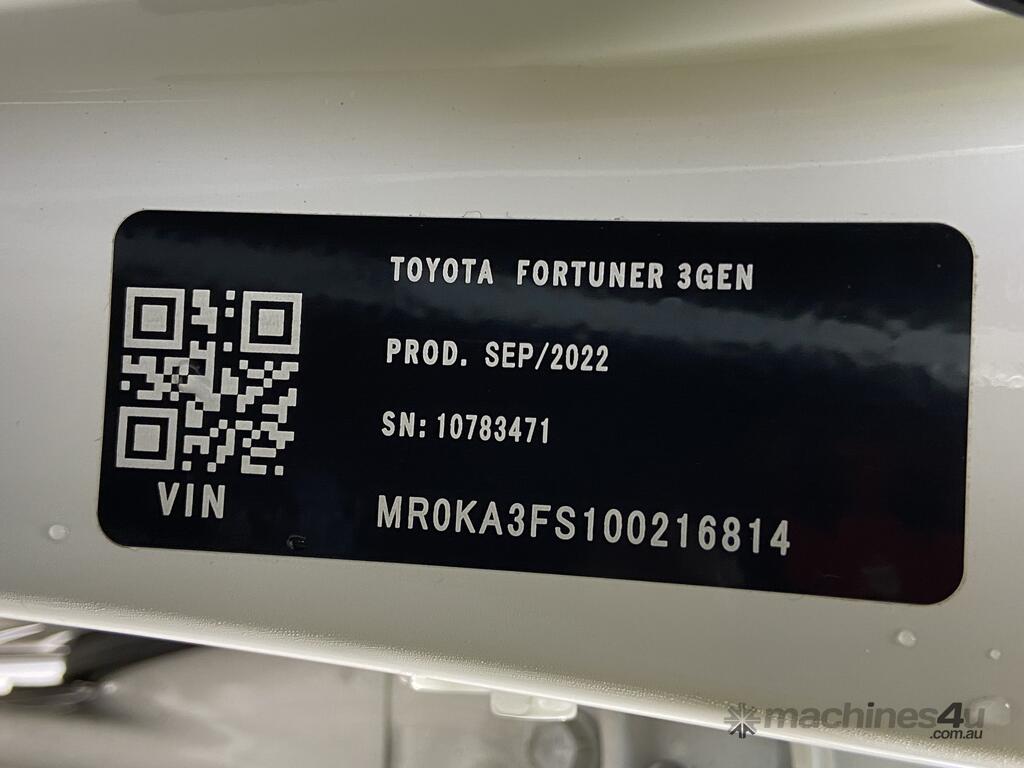 TOYOTA FORTUNER 3GEN
PROD. SEP/2022
SN: 10783471
VIN
MR0KA3FS100216814
machines4u
.com.au